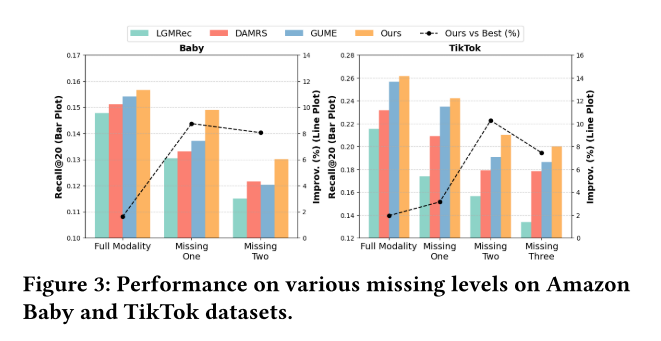 LGMRec DAMRS GUME Ours Ours vs Best (%)
Baby
TikTok
Recall@20 (Bar Plot)
0.17
0.16
0.15
0.14
0.13
0.12
0.11
0.10
14
12
10
8
6
4
2
0
Improv. (%) (Line Plot)
Full Modality
Missing
One
Missing
Two
Recall@20 (Bar Plot)
0.28
0.26
0.24
0.22
0.20
0.18
0.16
0.14
0.12
16
14
12
10
8
6
4
2
0
Improv. (%) (Line Plot)
Full Modality
Missing
One
Missing
Two
Missing
Three
Figure 3: Performance on various missing levels on Amazon
Baby and TikTok datasets.